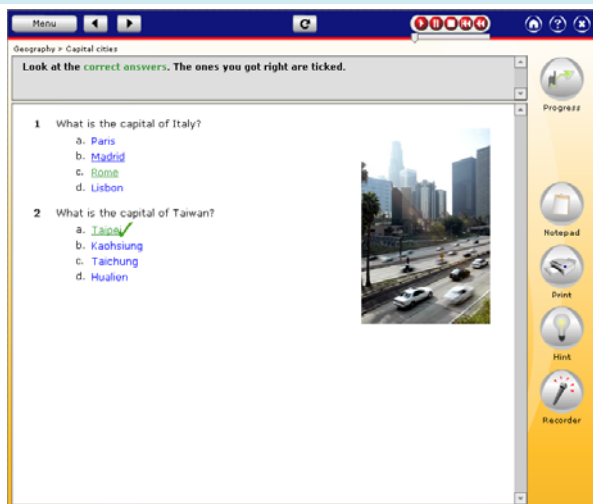 Menu
Geography > Capital cities
Look at the correct answers. The ones you got right are ticked.
1 What is the capital of Italy?
a. Paris
b. Madrid
c. Rome
d. Lisbon
2 What is the capital of Taiwan?
a. Taipei
b. Kaohsiung
c. Taichung
d. Hualien
Progress
Notepad
Print
Hint
Recorder